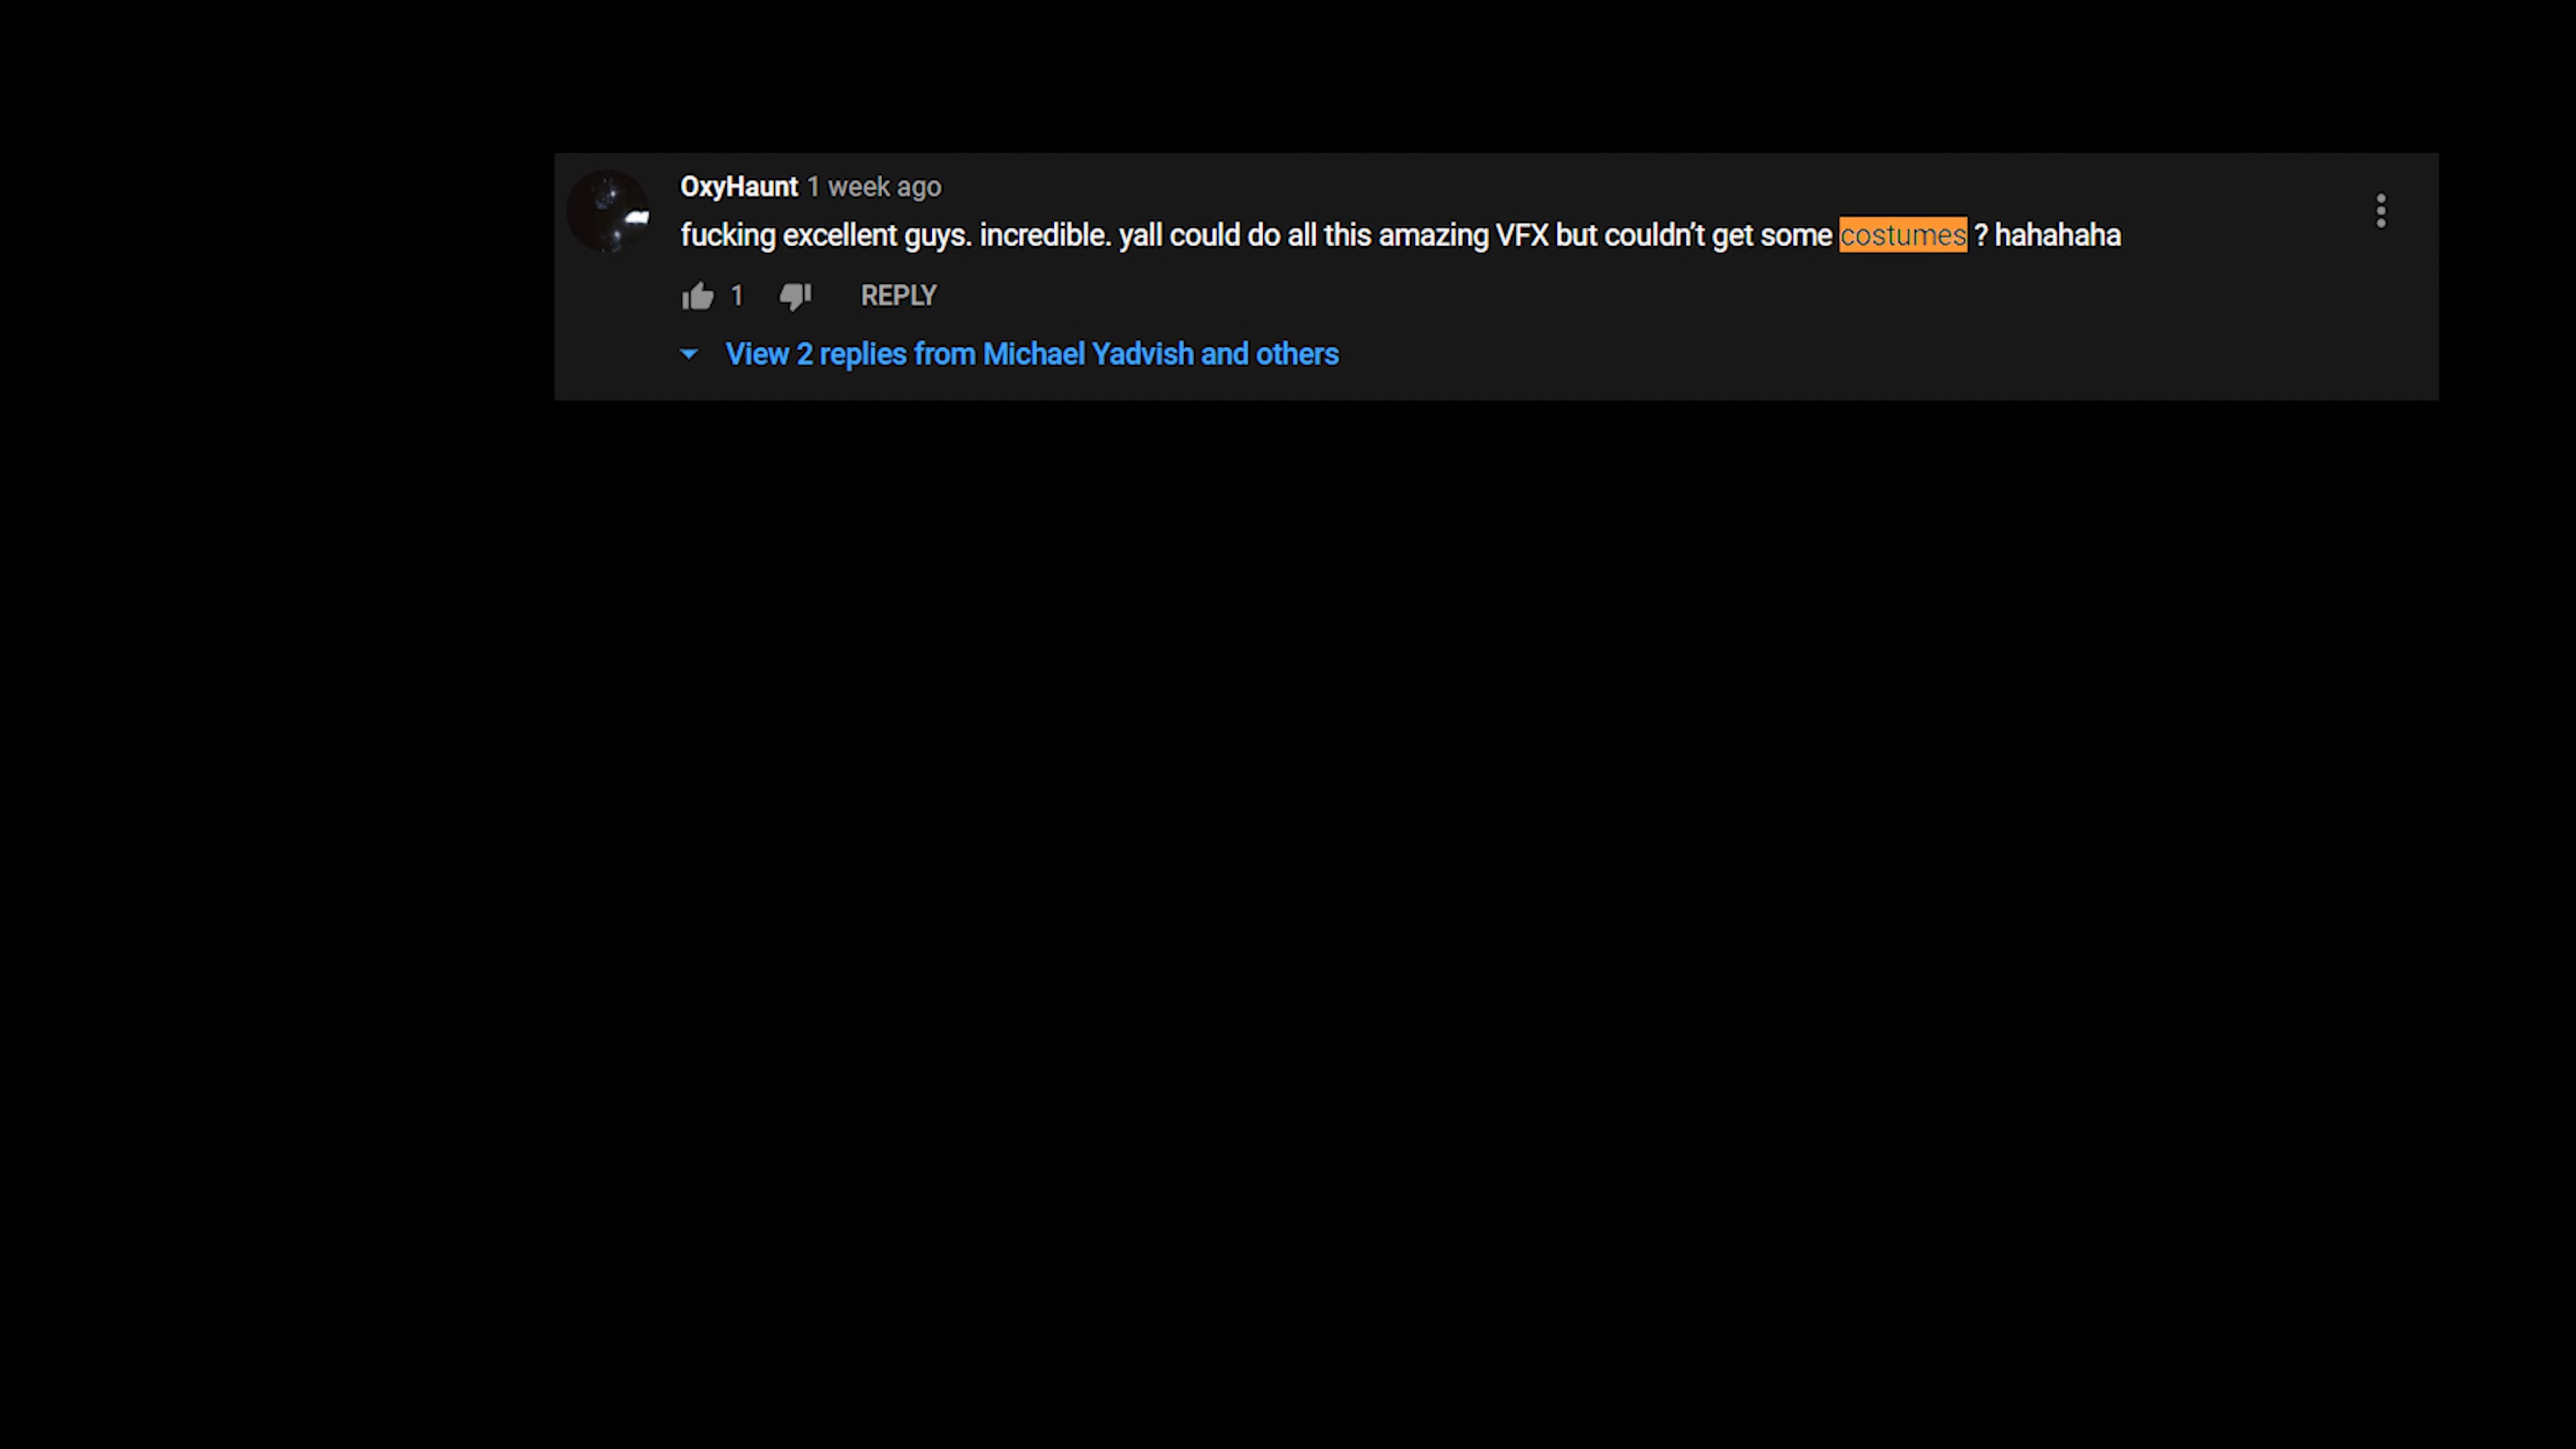 OxyHaunt 1 week ago
fucking excellent guys. incredible. yall could do all this amazing VFX but couldn't get some costumes ? hahahaha
1 REPLY
View 2 replies from Michael Yadvish and others